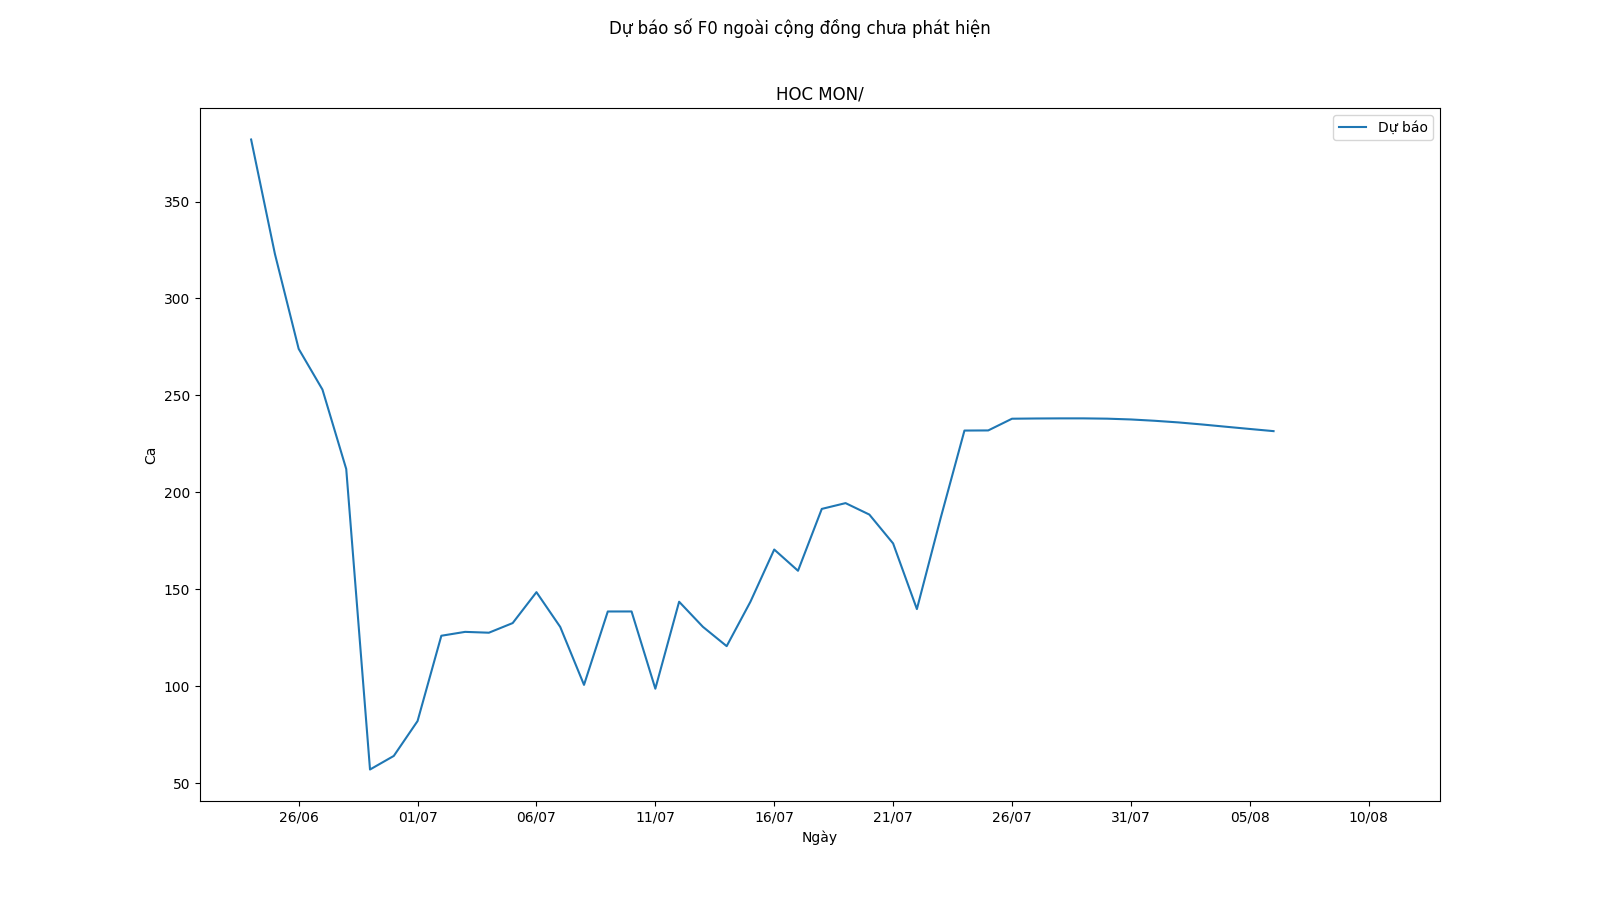 Dự báo số F0 ngoài cộng đồng chưa phát hiện
HOC MON/
Dự báo
350
300
250
200
150
100
50
Ca
26/06 01/07 06/07 11/07 16/07 21/07 26/07 31/07 05/08 10/08
Ngày